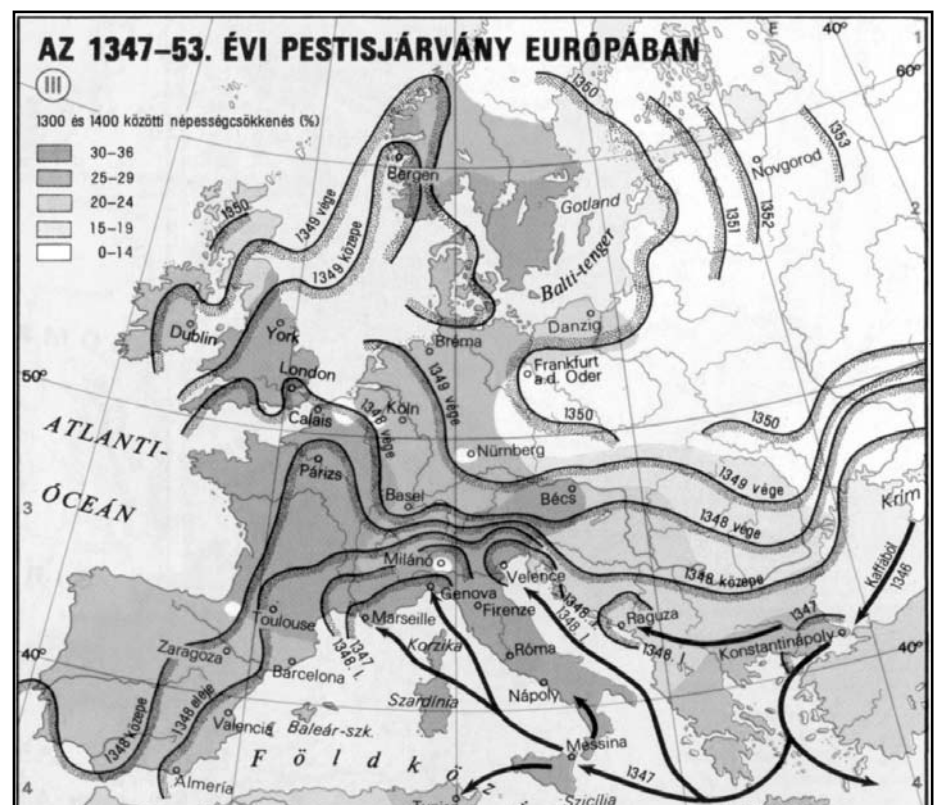 AZ 1347–53. ÉVI PESTISJÁRVÁNY EURÓPÁBAN
III
1300 és 1400 közötti népességcsökkenés (%)
30–36
25–29
20–24
15–19
0–14
E
40°
1
60°
1350
1353
Novgorod
Bergen
1350
1349 vége
Gotland
1351
1352
2
1349 közepe
Balti-tenger
Dublin
York
Danzig
Bréma
Frankfurt
a.d. Oder
50°
London
Calais
1348 vége
Köln
1349 vége
1350
1350
ATLANTI-
ÓCEÁN
Nürnberg
Párizs
1349 vége
Basel
Bécs
Krim
3
1348 vége
Milánó
Velence
1348 közepe
Kaffából
1346
Genova
Toulouse
Marseille
Firenze
1348. I.
Raguza
1347
Konstantinápoly
1347
1348. I.
Korzika
1348. I.
Zaragoza
Róma
40°
40°
Barcelona
Szardínia
Nápoly
1348 közepe
1348 eleje
Valencia
Baleár-szk.
Messina
Földkö
1347
4
Almería
Z
Szicília
4